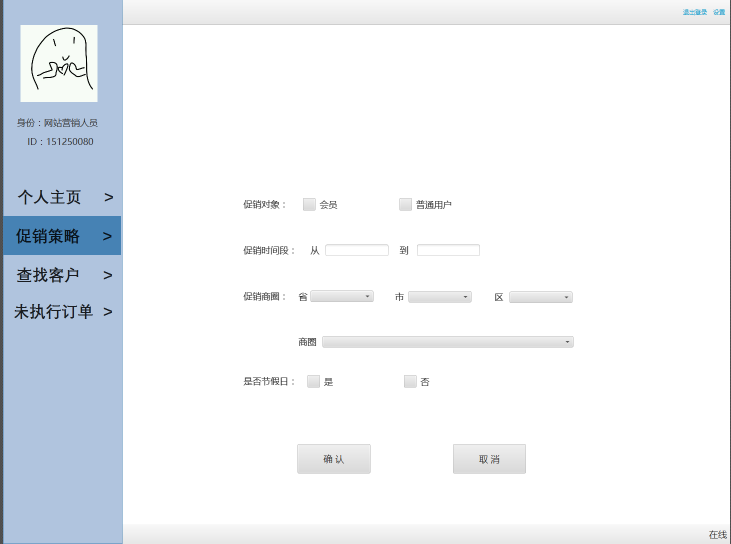 退出登录 设置
身份：网站营销人员
ID：151250080
个人主页 >
促销策略 >
查找客户 >
未执行订单 >
促销对象： 会员 普通用户
促销时间段： 从 到
促销商圈： 省 市 区
商圈
是否节假日： 是 否
确认 取消
在线